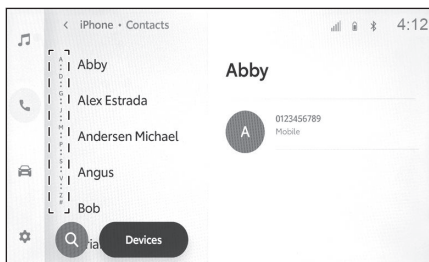 < iPhone • Contacts
4:12
A
D
G
J
M
P
S
V
Z
#
Abby
Alex Estrada
Andersen Michael
Angus
Bob
Devices
Abby
A
0123456789
Mobile